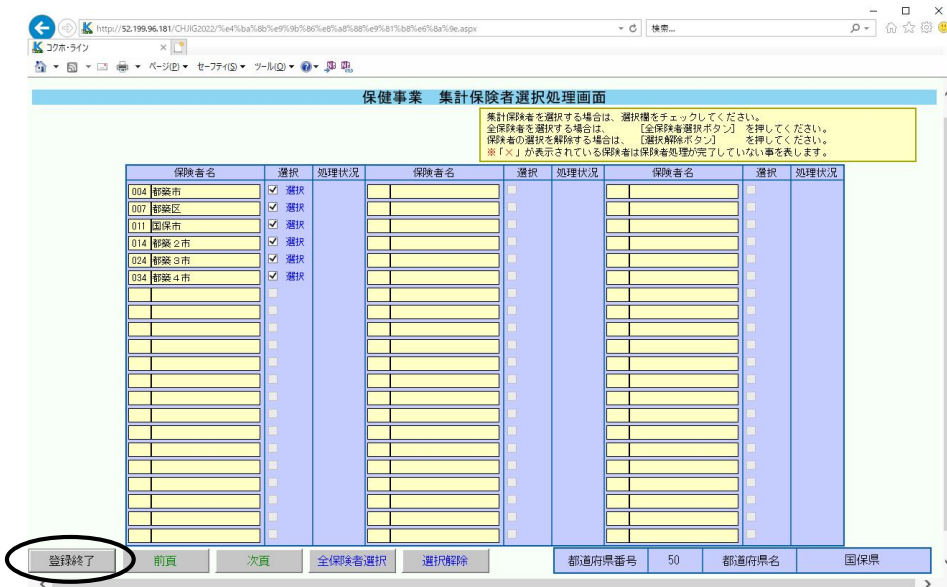 http://52.199.96.181/CHJIG2022/%e4%ba%8b%e9%9b%86%e8%a8%88%e9%81%b8%e6%8a%9e.aspx
検索...
コクホ・ライン
ページ(P) セーフティ(S) ツール(O)
保健事業 集計保険者選択処理画面
集計保険者を選択する場合は、選択欄をチェックしてください。
全保険者を選択する場合は、 [全保険者選択ボタン] を押してください。
保険者の選択を解除する場合は、 [選択解除ボタン] を押してください。
※「×」が表示されている保険者は保険者処理が完了していない事を表します。
保険者名 選択 処理状況 保険者名 選択 処理状況 保険者名 選択 処理状況
004 都築市 選択
007 都築区 選択
011 国保市 選択
014 都築2市 選択
024 都築3市 選択
034 都築4市 選択
登録終了 前頁 次頁 全保険者選択 選択解除 都道府県番号 50 都道府県名 国保県